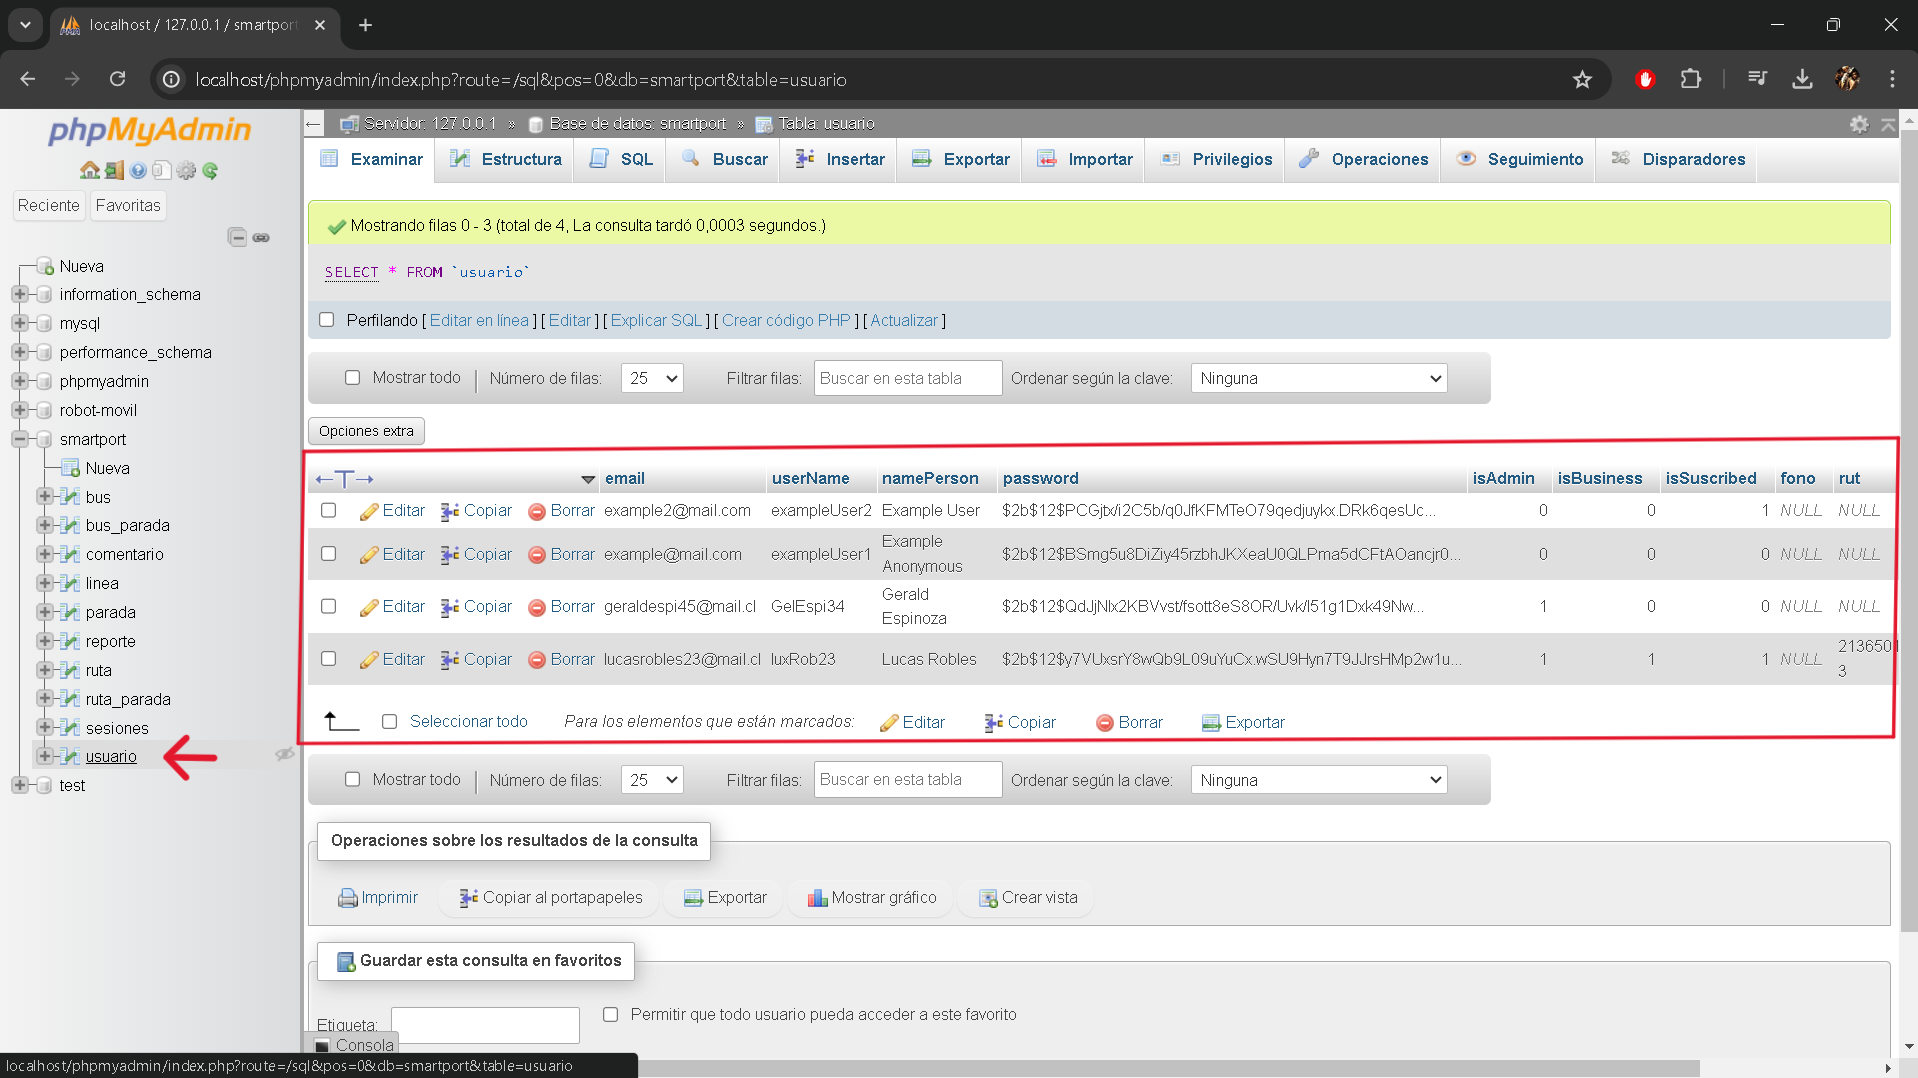 localhost / 127.0.0.1 / smartport
localhost/phpmyadmin/index.php?route=/sql&pos=0&db=smartport&table=usuario
phpMyAdmin
Reciente Favoritas
Nueva
information_schema
mysql
performance_schema
phpmyadmin
robot-movil
smartport
Nueva
bus
bus_parada
comentario
linea
parada
reporte
ruta
ruta_parada
sesiones
usuario
test
Servidor: 127.0.0.1 » Base de datos: smartport » Tabla: usuario
Examinar Estructura SQL Buscar Insertar Exportar Importar Privilegios Operaciones Seguimiento Disparadores
Mostrando filas 0 - 3 (total de 4, La consulta tardó 0,0003 segundos.)
SELECT * FROM `usuario`
Perfilando [ Editar en línea ] [ Editar ] [ Explicar SQL ] [ Crear código PHP ] [ Actualizar ]
Mostrar todo Número de filas: 25 Filtrar filas: Buscar en esta tabla Ordenar según la clave: Ninguna
Opciones extra
←T→ email userName namePerson password isAdmin isBusiness isSuscribed fono rut
Editar Copiar Borrar example2@mail.com exampleUser2 Example User $2b$12$PCGjtx/i2C5b/q0JfKFMTeO79qedjuykx.DRk6qesUc... 0 0 1 NULL NULL
Editar Copiar Borrar example@mail.com exampleUser1 Example Anonymous $2b$12$BSmg5u8DiZiy45rzbhJKXeaU0QLPma5dCFtAOancjr0... 0 0 0 NULL NULL
Editar Copiar Borrar geraldespi45@mail.cl GelEspi34 Gerald Espinoza $2b$12$QdJjNlx2KBVvst/fsott8eS8OR/Uvk/l51g1Dxk49Nw... 1 0 0 NULL NULL
Editar Copiar Borrar lucasrobles23@mail.cl luxRob23 Lucas Robles $2b$12$y7VUxsrY8wQb9L09uYuCx.wSU9Hyn7T9JJrsHMp2w1u... 1 1 1 NULL 2136501
3
Seleccionar todo Para los elementos que están marcados: Editar Copiar Borrar Exportar
Mostrar todo Número de filas: 25 Filtrar filas: Buscar en esta tabla Ordenar según la clave: Ninguna
Operaciones sobre los resultados de la consulta
Imprimir Copiar al portapapeles Exportar Mostrar gráfico Crear vista
Guardar esta consulta en favoritos
Etiqueta: Permitir que todo usuario pueda acceder a este favorito
Consola
localhost/phpmyadmin/index.php?route=/sql&pos=0&db=smartport&table=usuario